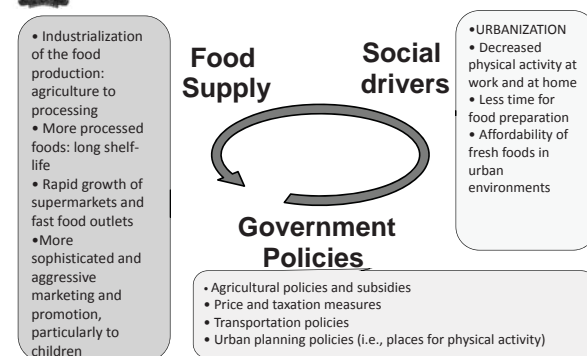 • Industrialization
of the food
production:
agriculture to
processing
• More processed
foods: long shelf-
life
• Rapid growth of
supermarkets and
fast food outlets
•More
sophisticated and
aggressive
marketing and
promotion,
particularly to
children
Food
Supply
Social
drivers
•URBANIZATION
• Decreased
physical activity at
work and at home
• Less time for
food preparation
• Affordability of
fresh foods in
urban
environments
Government
Policies
• Agricultural policies and subsidies
• Price and taxation measures
• Transportation policies
• Urban planning policies (i.e., places for physical activity)